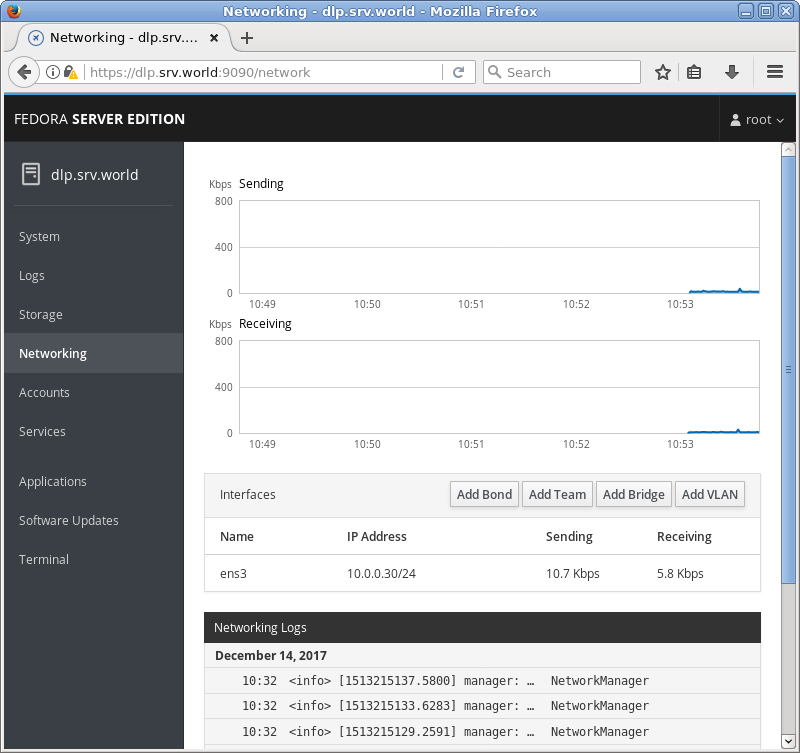 Networking - dlp.srv.world - Mozilla Firefox
Networking - dlp.srv....
https://dlp.srv.world:9090/network
Search
FEDORA SERVER EDITION
root
dlp.srv.world
System
Logs
Storage
Networking
Accounts
Services
Applications
Software Updates
Terminal
Kbps Sending
800
400
0
10:49 10:50 10:51 10:52 10:53
Kbps Receiving
800
400
0
10:49 10:50 10:51 10:52 10:53
Interfaces Add Bond Add Team Add Bridge Add VLAN
Name IP Address Sending Receiving
ens3 10.0.0.30/24 10.7 Kbps 5.8 Kbps
Networking Logs
December 14, 2017
10:32 <info> [1513215137.5800] manager: … NetworkManager
10:32 <info> [1513215133.6283] manager: … NetworkManager
10:32 <info> [1513215129.2591] manager: … NetworkManager